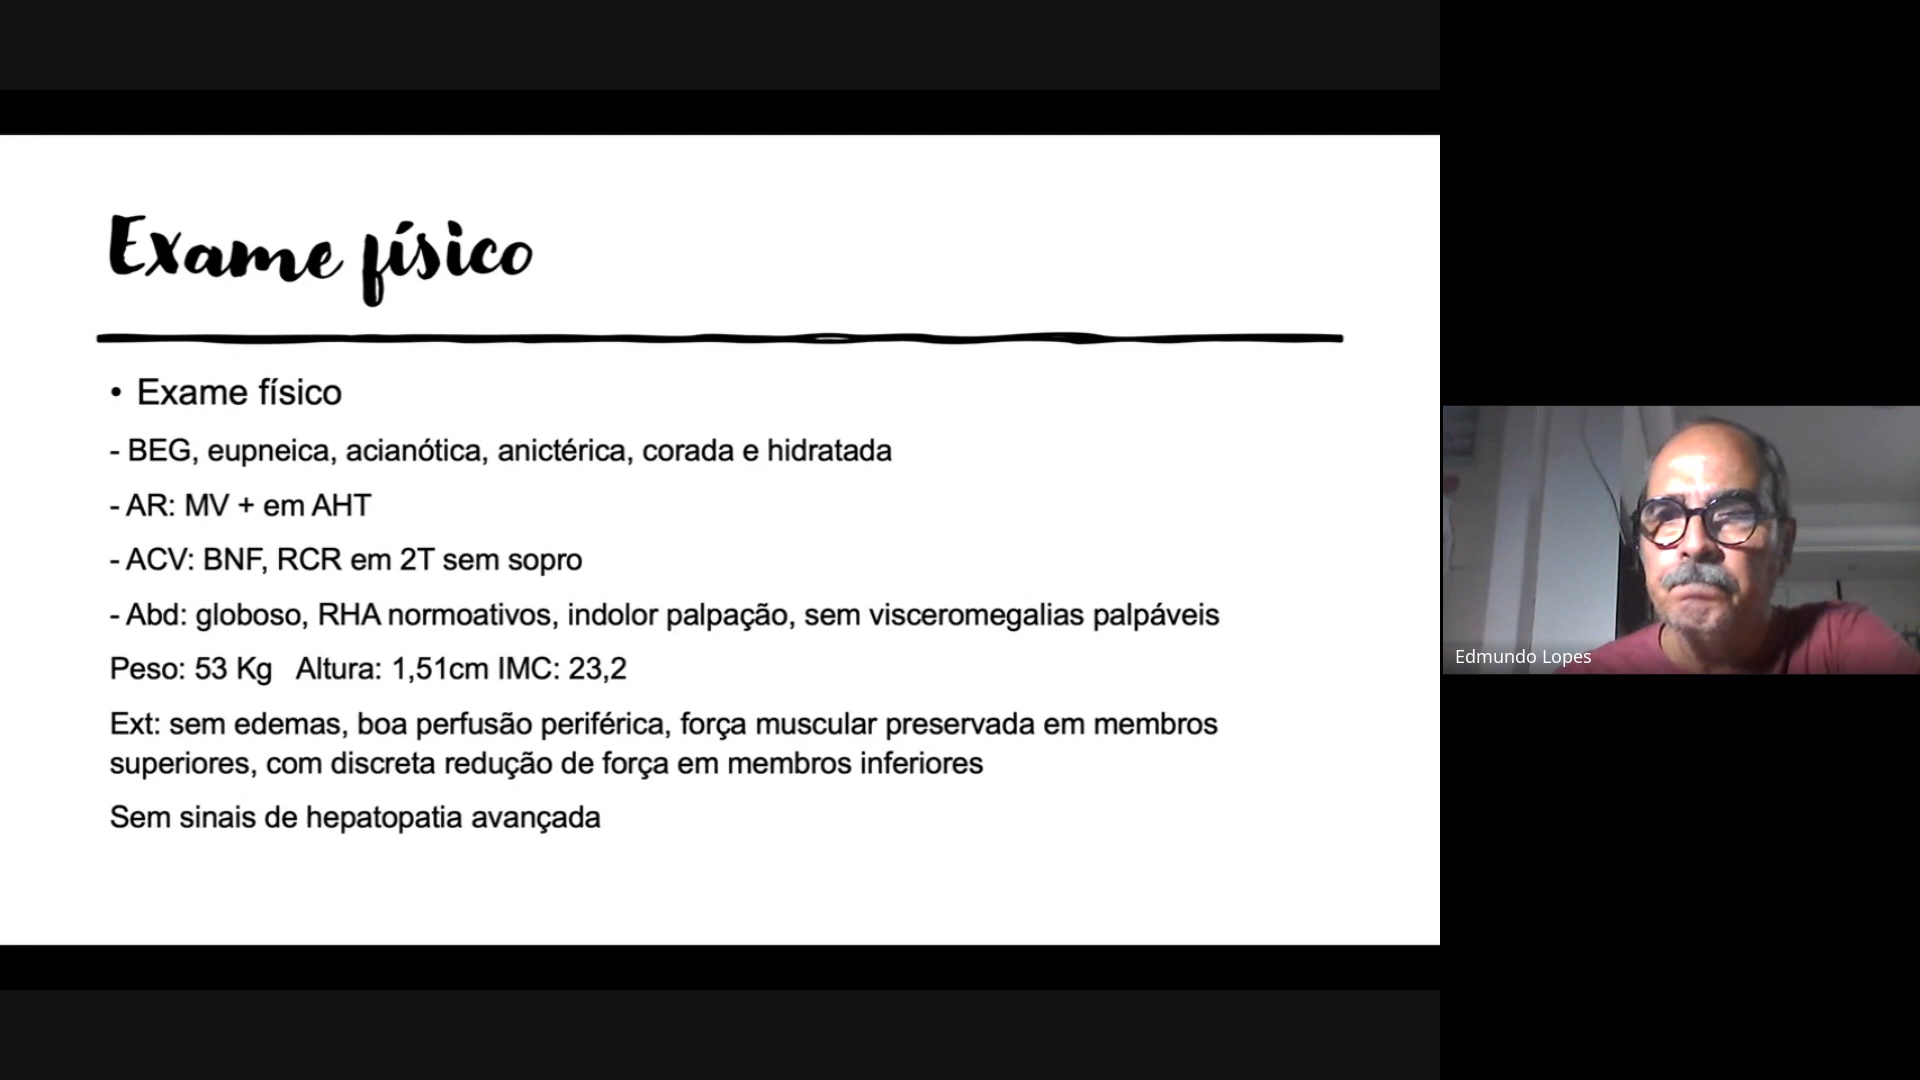 Exame físico
• Exame físico
- BEG, eupneica, acianótica, anictérica, corada e hidratada
- AR: MV + em AHT
- ACV: BNF, RCR em 2T sem sopro
- Abd: globoso, RHA normoativos, indolor palpação, sem visceromegalias palpáveis
Peso: 53 Kg Altura: 1,51cm IMC: 23,2
Ext: sem edemas, boa perfusão periférica, força muscular preservada em membros
superiores, com discreta redução de força em membros inferiores
Sem sinais de hepatopatia avançada
Edmundo Lopes